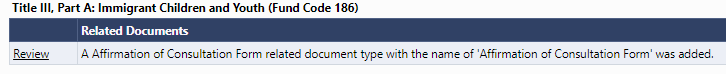 Title III, Part A: Immigrant Children and Youth (Fund Code 186)
Related Documents
Review A Affirmation of Consultation Form related document type with the name of 'Affirmation of Consultation Form' was added.